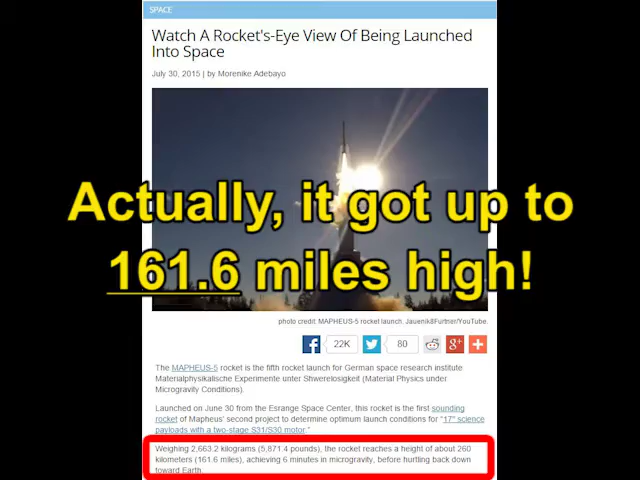 SPACE
Watch A Rocket's-Eye View Of Being Launched
Into Space
July 30, 2015 | by Morenike Adebayo
Actually, it got up to
161.6 miles high!
photo credit: MAPHEUS-5 rocket launch. Jauenik8Furtner/YouTube.
22K
80
The MAPHEUS-5 rocket is the fifth rocket launch for German space research institute
Materialphysikalische Experimente unter Shwerelosigkeit (Material Physics under
Microgravity Conditions).
Launched on June 30 from the Esrange Space Center, this rocket is the first sounding
rocket of Mapheus' second project to determine optimum launch conditions for "17" science
payloads with a two-stage S31/S30 motor."
Weighing 2,663.2 kilograms (5,871.4 pounds), the rocket reaches a height of about 260
kilometers (161.6 miles), achieving 6 minutes in microgravity, before hurtling back down
toward Earth.